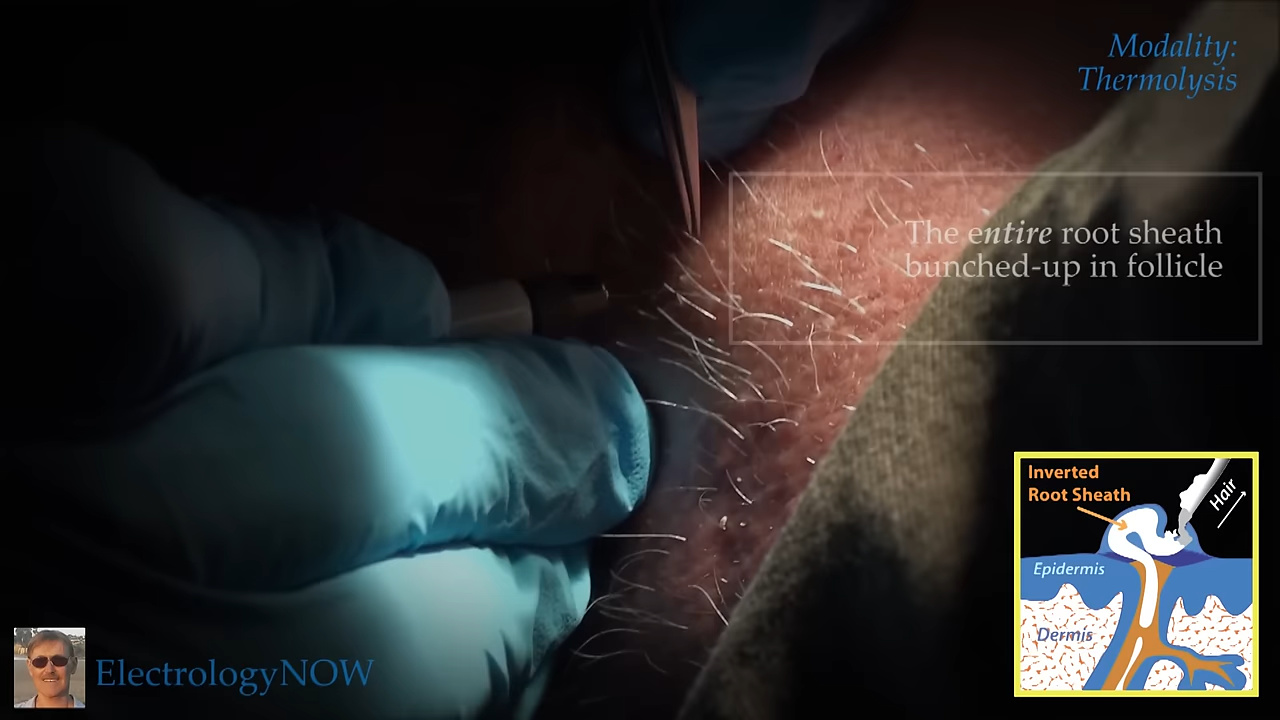 Modality:
Thermolysis
The entire root sheath
bunched-up in follicle
Inverted
Root Sheath
Hair
Epidermis
Dermis
ElectrologyNOW